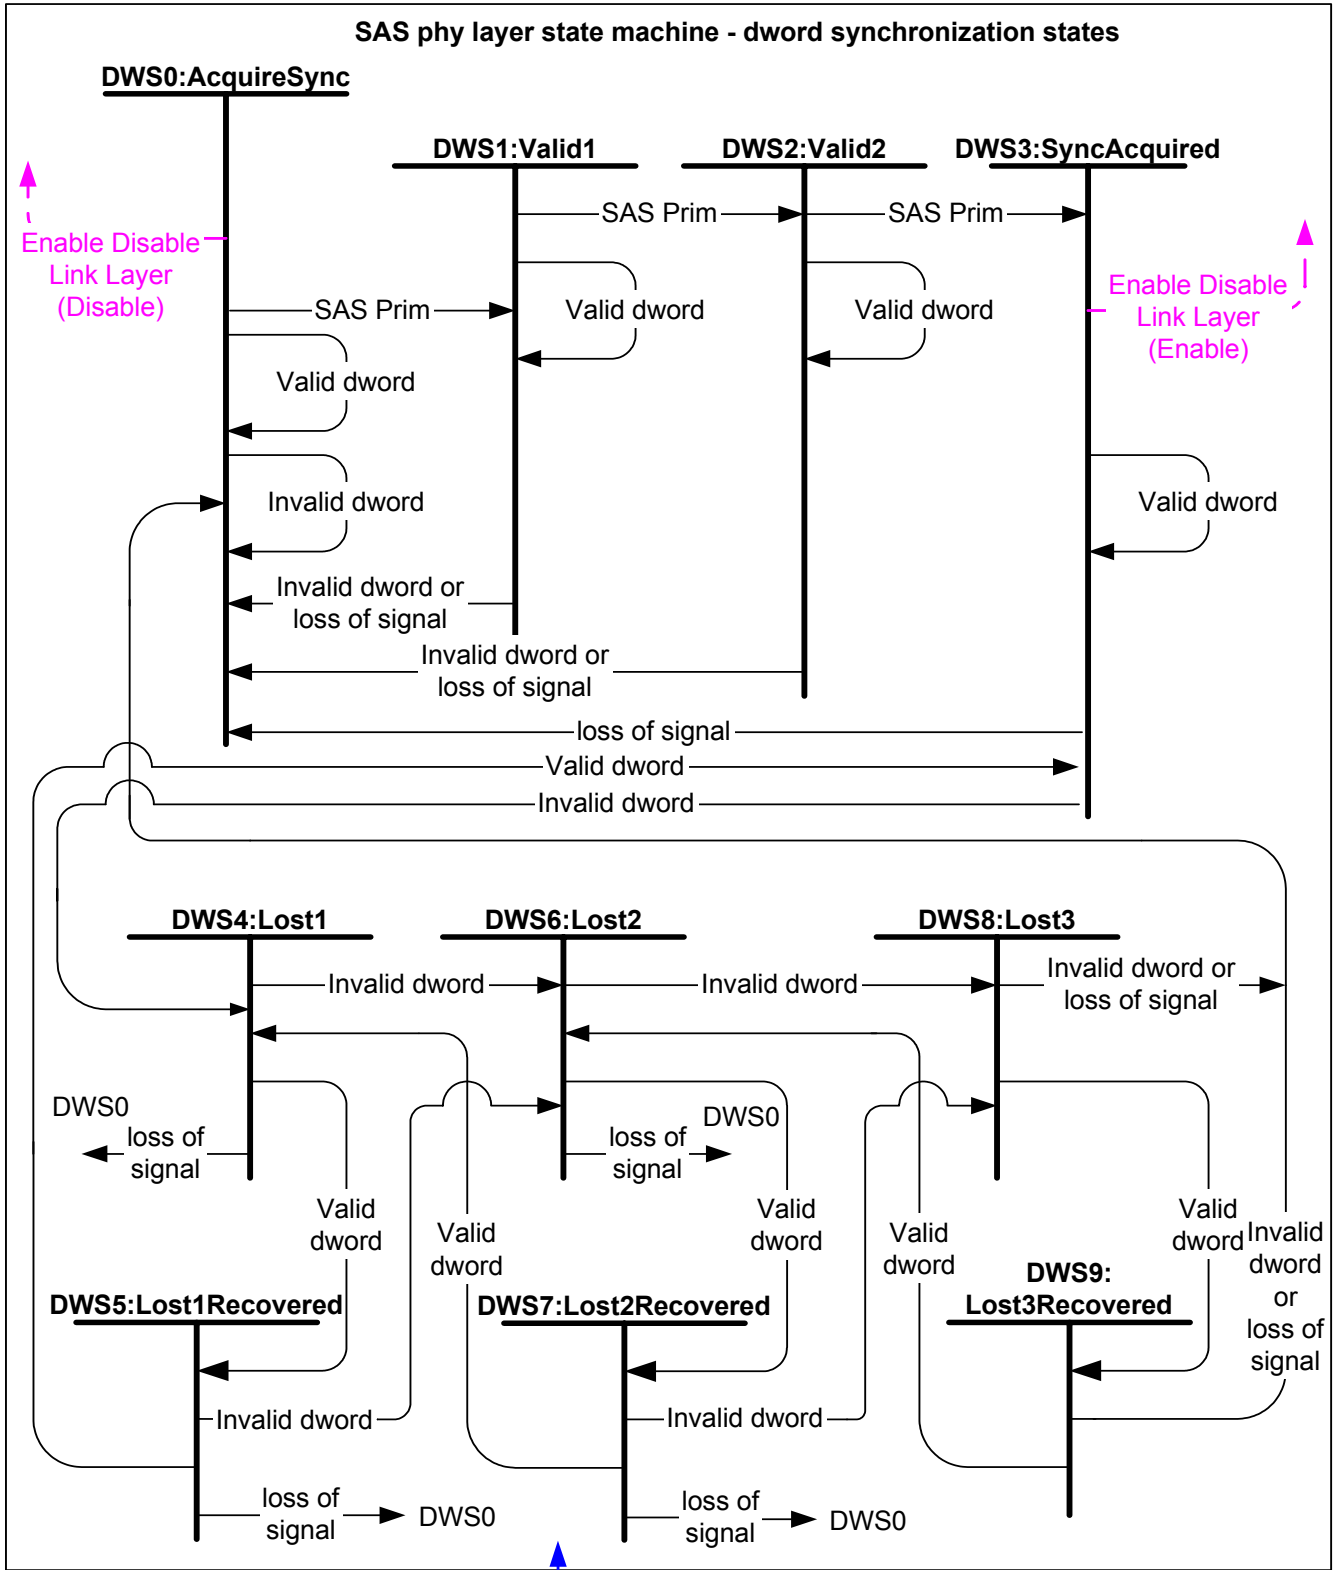 SAS phy layer state machine - dword synchronization states
DWS0:AcquireSync
DWS1:Valid1
DWS2:Valid2
DWS3:SyncAcquired
SAS Prim
SAS Prim
Enable Disable
Link Layer
(Disable)
Valid dword
Valid dword
Enable Disable
Link Layer
(Enable)
SAS Prim
Valid dword
Invalid dword
Valid dword
Invalid dword or
loss of signal
Invalid dword or
loss of signal
loss of signal
Valid dword
Invalid dword
DWS4:Lost1
DWS6:Lost2
DWS8:Lost3
Invalid dword
Invalid dword
Invalid dword or
loss of signal
DWS0
loss of
signal
DWS0
loss of
signal
Valid
dword
Valid
dword
Valid
dword
Valid
dword
Valid
dword
Invalid
dword
or
loss of
signal
DWS5:Lost1Recovered
DWS7:Lost2Recovered
DWS9:
Lost3Recovered
Invalid dword
Invalid dword
loss of
signal
DWS0
loss of
signal
DWS0